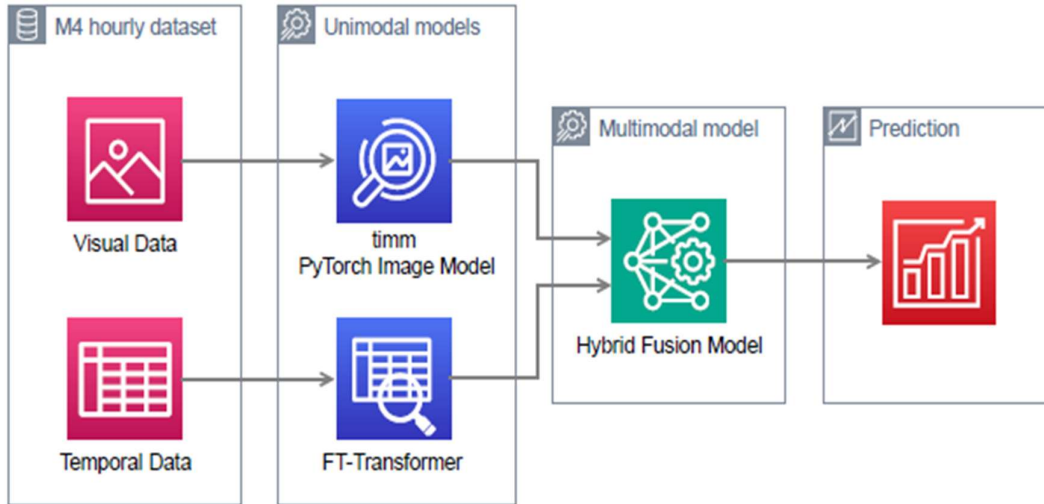 M4 hourly dataset
Visual Data
Temporal Data
Unimodal models
timm
PyTorch Image Model
FT-Transformer
Multimodal model
Hybrid Fusion Model
Prediction